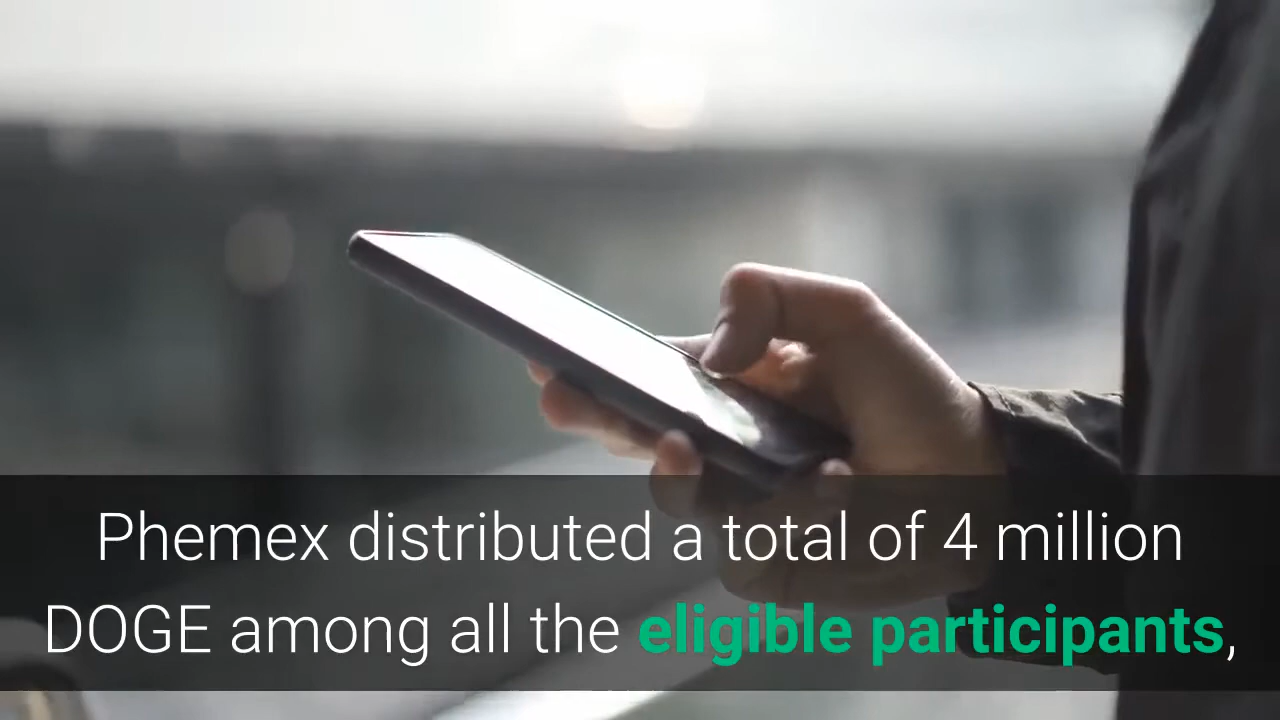 Phemex distributed a total of 4 million
DOGE among all the eligible participants,